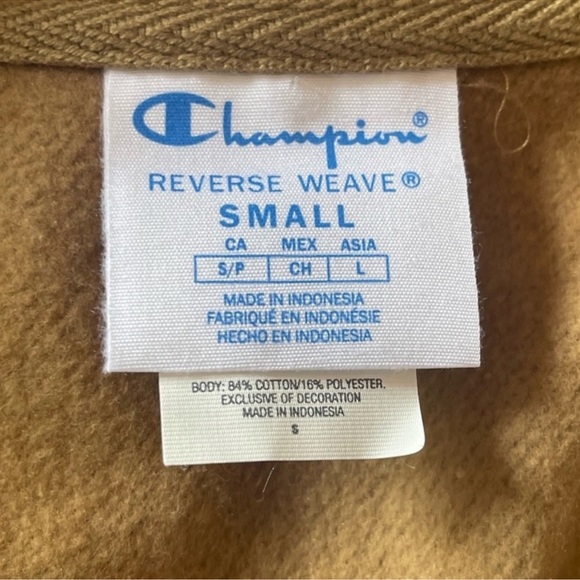 Champion®
REVERSE WEAVE®
SMALL
CA MEX ASIA
S/P CH L
MADE IN INDONESIA
FABRIQUÉ EN INDONÉSIE
HECHO EN INDONESIA
BODY: 84% COTTON/16% POLYESTER.
EXCLUSIVE OF DECORATION
MADE IN INDONESIA
S